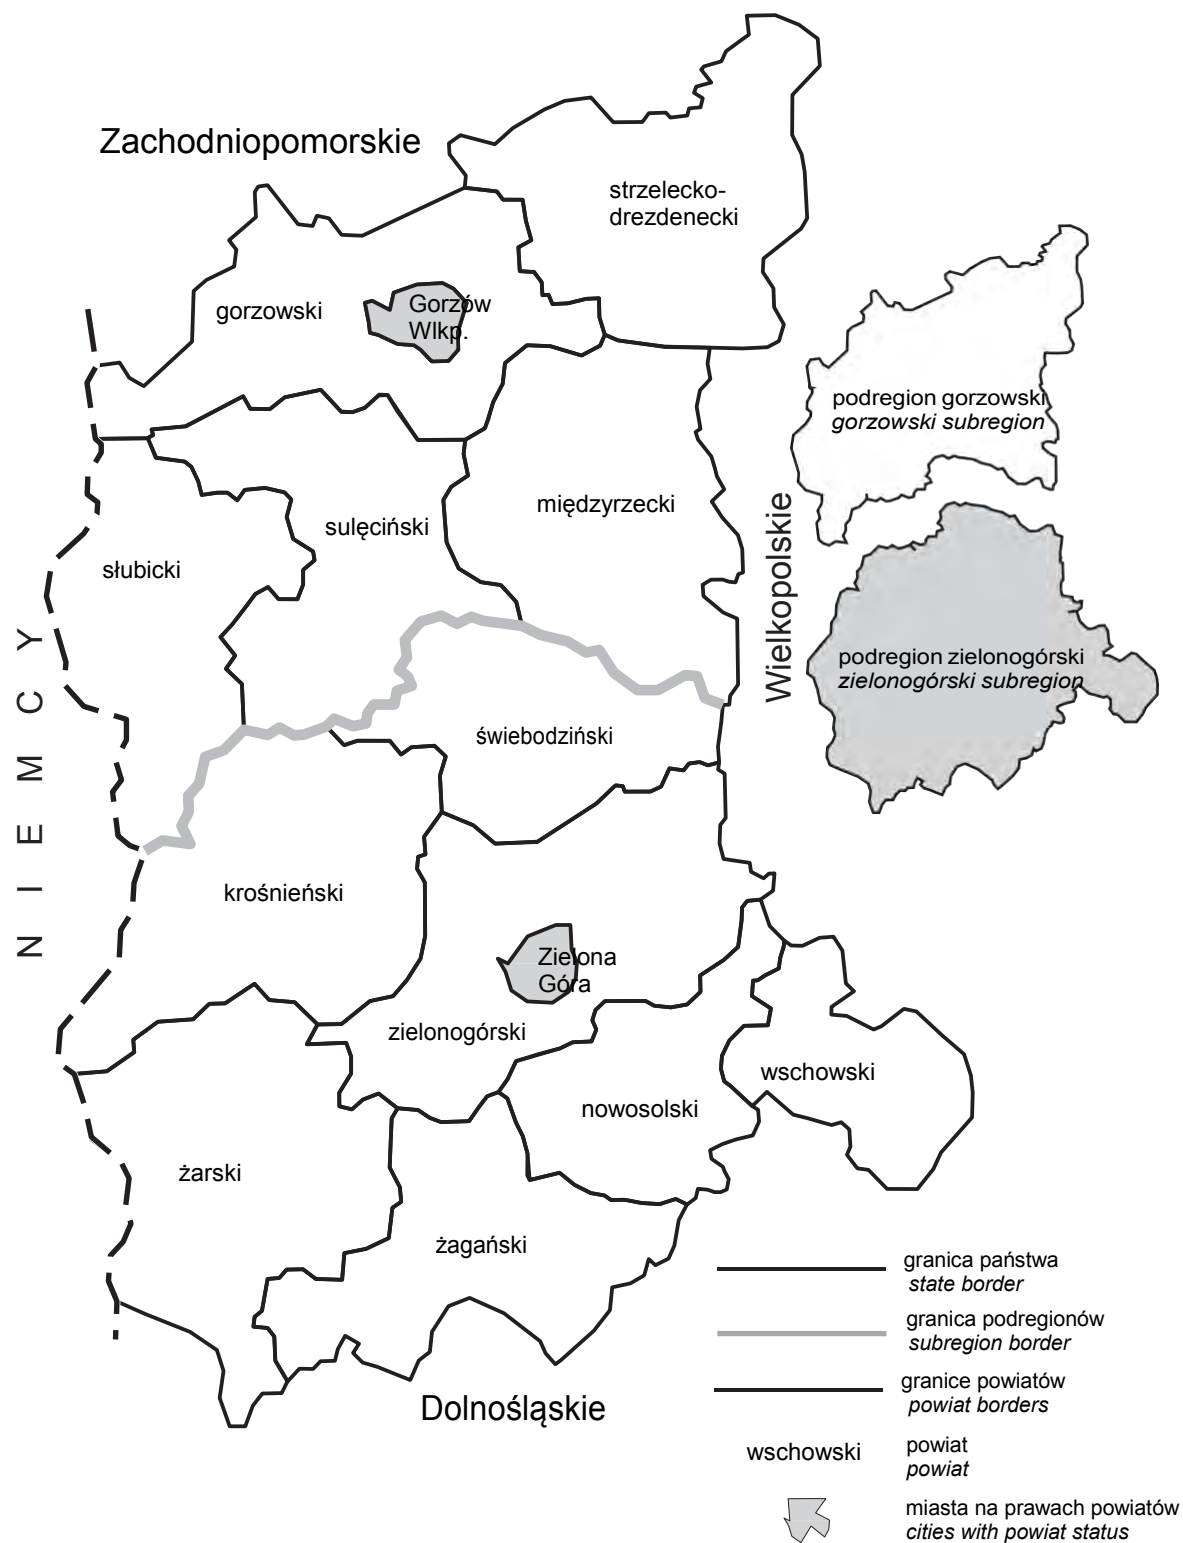 Zachodniopomorskie
strzelecko-
drezdenecki
gorzowski
Gorzów
Wlkp.
podregion gorzowski
gorzowski subregion
międzyrzecki
sulęciński
Wielkopolskie
słubicki
podregion zielonogórski
zielonogórski subregion
NIEMCY
świebodziński
krośnieński
Zielona
Góra
zielonogórski
wschowski
nowosolski
żarski
żagański
granica państwa
state border
granica podregionów
subregion border
granice powiatów
powiat borders
Dolnośląskie
wschowski
powiat
powiat
miasta na prawach powiatów
cities with powiat status